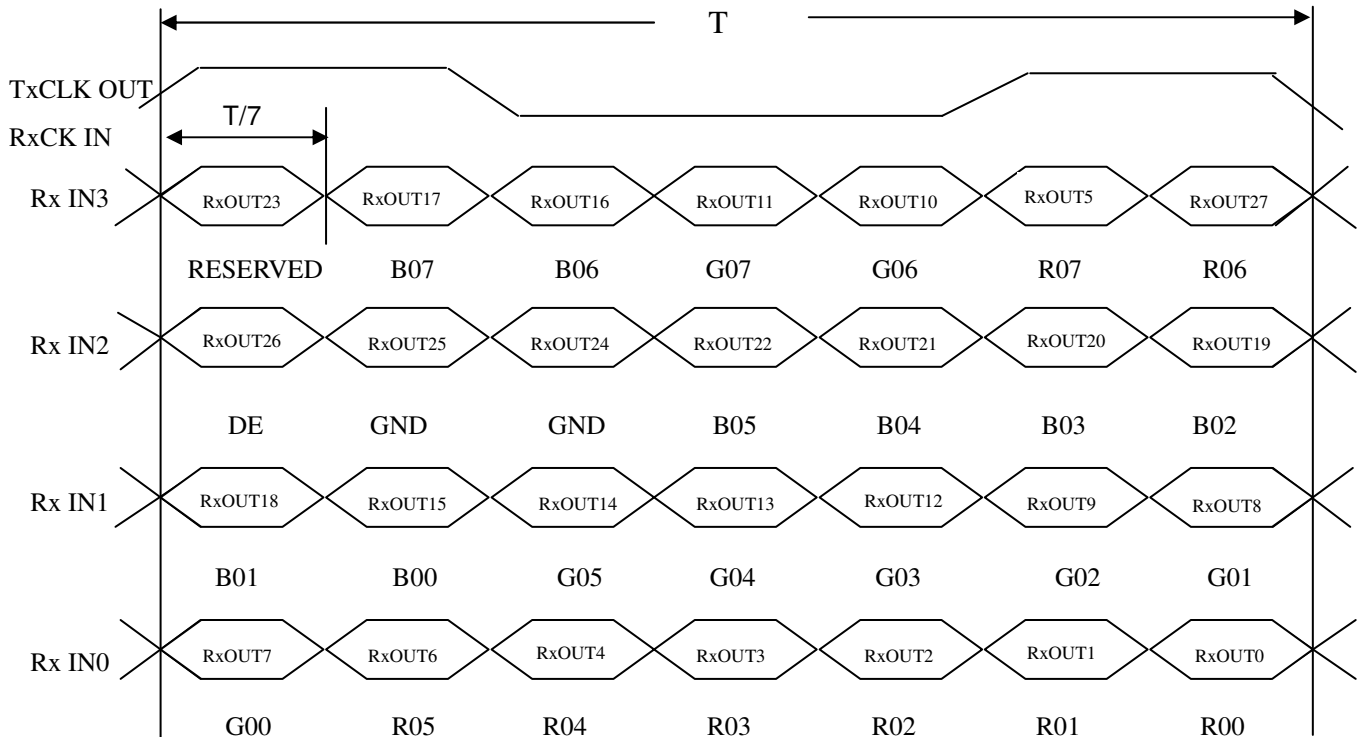 T
TxCLK OUT
T/7
RxCK IN
Rx IN3 RxOUT23 RxOUT17 RxOUT16 RxOUT11 RxOUT10 RxOUT5 RxOUT27
RESERVED B07 B06 G07 G06 R07 R06
Rx IN2 RxOUT26 RxOUT25 RxOUT24 RxOUT22 RxOUT21 RxOUT20 RxOUT19
DE GND GND B05 B04 B03 B02
Rx IN1 RxOUT18 RxOUT15 RxOUT14 RxOUT13 RxOUT12 RxOUT9 RxOUT8
B01 B00 G05 G04 G03 G02 G01
Rx IN0 RxOUT7 RxOUT6 RxOUT4 RxOUT3 RxOUT2 RxOUT1 RxOUT0
G00 R05 R04 R03 R02 R01 R00